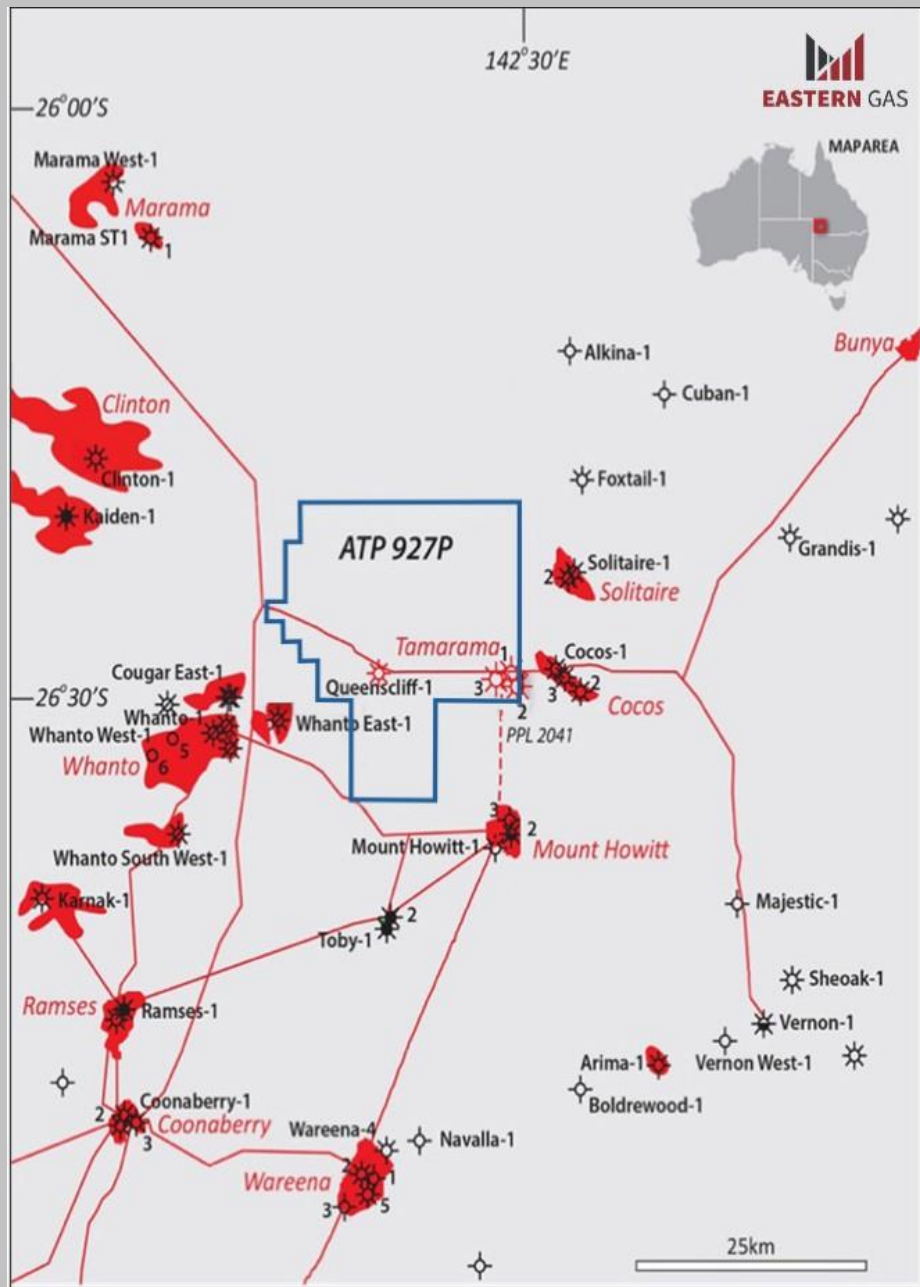 142°30'E
EASTERN GAS
26°00'S
MAPAREA
Marama West-1
Marama
Marama ST1
1
Bunya
Alkina-1
Cuban-1
Clinton
Clinton-1
Foxtail-1
Kaiden-1
Grandis-1
ATP 927P
Solitaire-1
2
Solitaire
Tamarama
1
Cocos-1
Cougar East-1
Queenscliff-1
3
3
2
26°30'S
2
Cocos
Whanto-1
Whanto East-1
Whanto West-1
5
PPL 2041
Whanto
6
3
2
Mount Howitt-1
Mount Howitt
Whanto South West-1
Karnak-1
Majestic-1
2
Toby-1
Sheoak-1
Ramses
Ramses-1
Vernon-1
Vernon West-1
Arima-1
Boldrewood-1
Coonaberry-1
2
Coonaberry
3
Wareena-4
Navalla-1
2
Wareena
1
5
3
25km